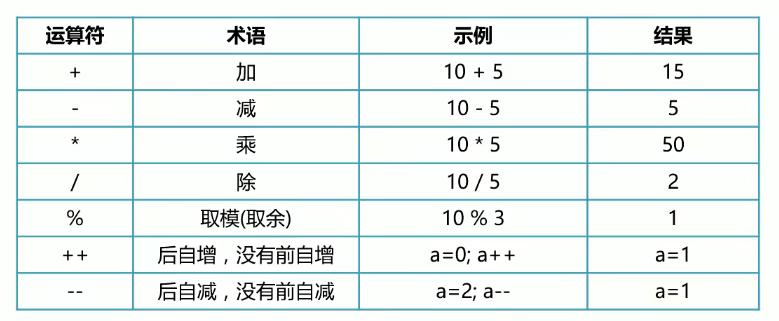 运算符 术语 示例 结果
+ 加 10 + 5 15
- 减 10 - 5 5
* 乘 10 * 5 50
/ 除 10 / 5 2
% 取模(取余) 10 % 3 1
++ 后自增，没有前自增 a=0; a++ a=1
-- 后自减，没有前自减 a=2; a-- a=1